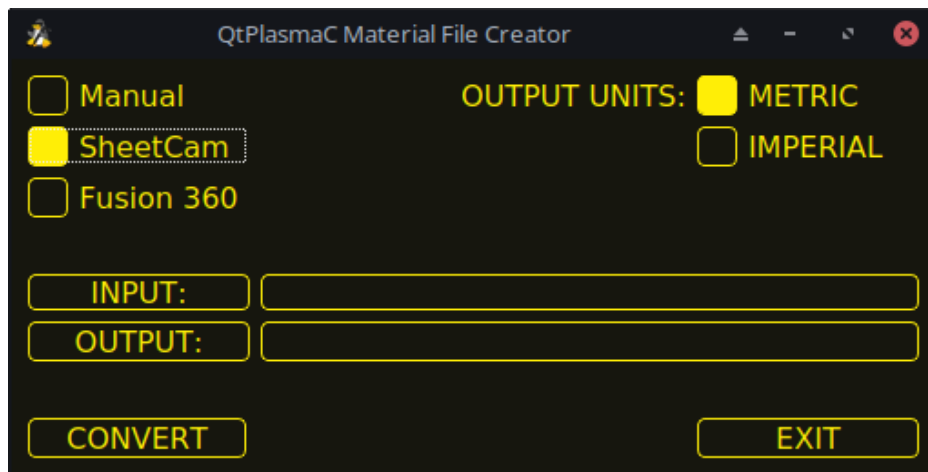 QtPlasmaC Material File Creator
Manual OUTPUT UNITS: METRIC
SheetCam IMPERIAL
Fusion 360
INPUT:
OUTPUT:
CONVERT EXIT